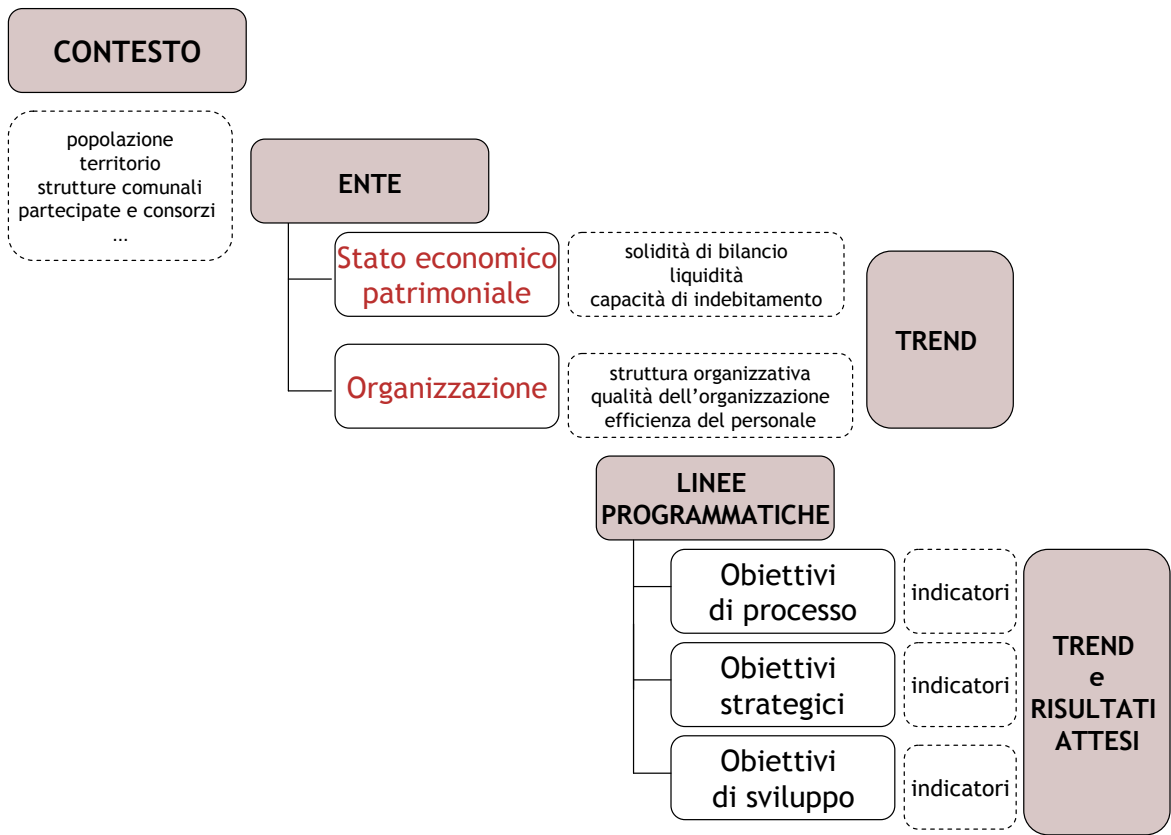 CONTESTO
popolazione
territorio
strutture comunali
partecipate e consorzi
...
ENTE
Stato economico
patrimoniale
solidità di bilancio
liquidità
capacità di indebitamento
TREND
Organizzazione
struttura organizzativa
qualità dell'organizzazione
efficienza del personale
LINEE
PROGRAMMATICHE
Obiettivi
di processo
indicatori
Obiettivi
strategici
indicatori
Obiettivi
di sviluppo
indicatori
TREND
e
RISULTATI
ATTESI